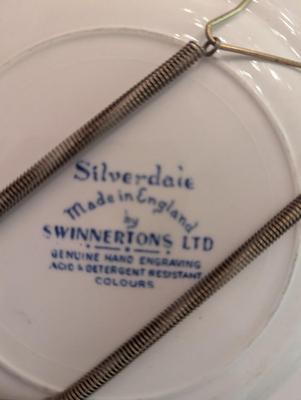 Silverdale
Made in England
by
SWINNERTONS LTD
GENUINE HAND ENGRAVING
ACID & DETERGENT RESISTANT
COLOURS